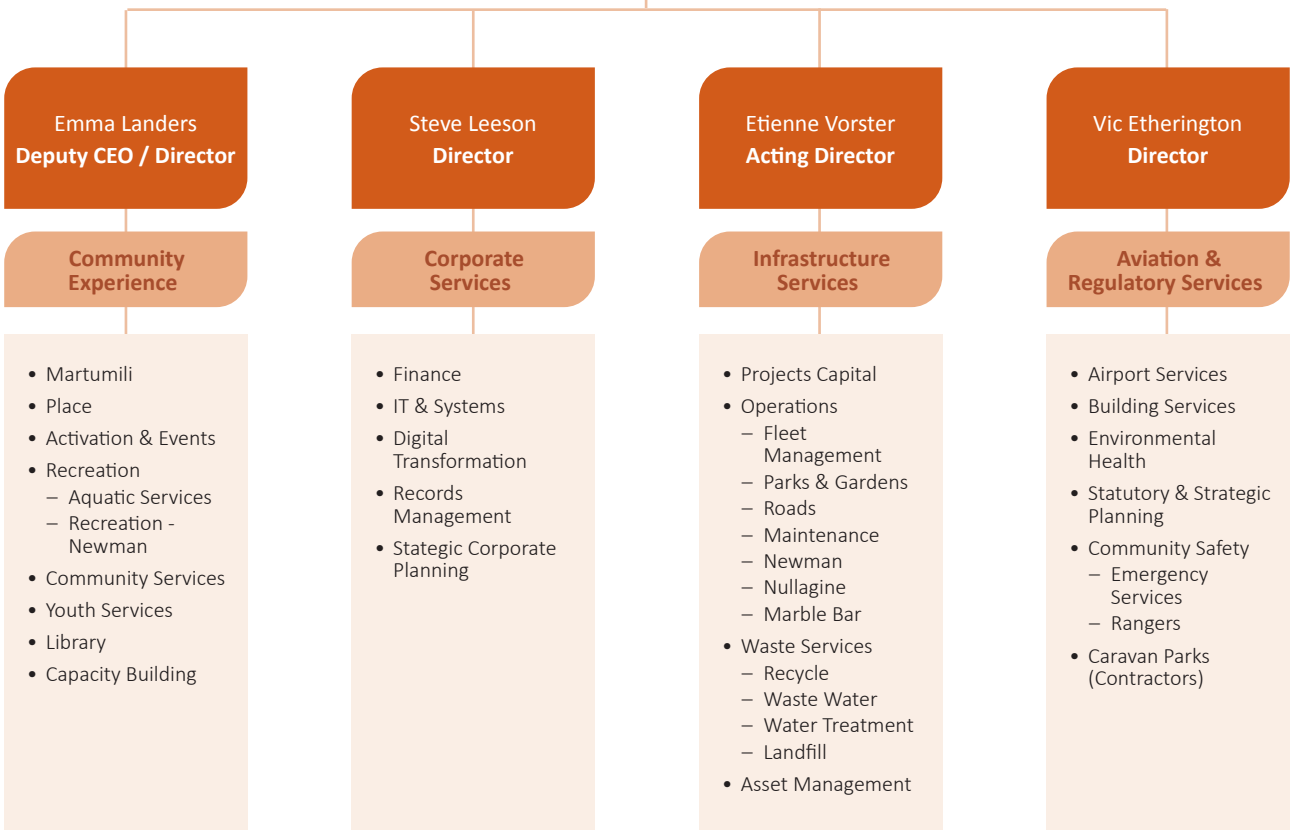 Emma Landers
Deputy CEO / Director
Community
Experience
• Martumili
• Place
• Activation & Events
• Recreation
– Aquatic Services
– Recreation -
Newman
• Community Services
• Youth Services
• Library
• Capacity Building
Steve Leeson
Director
Corporate
Services
• Finance
• IT & Systems
• Digital
Transformation
• Records
Management
• Stategic Corporate
Planning
Etienne Vorster
Acting Director
Infrastructure
Services
• Projects Capital
• Operations
– Fleet
Management
– Parks & Gardens
– Roads
– Maintenance
– Newman
– Nullagine
– Marble Bar
• Waste Services
– Recycle
– Waste Water
– Water Treatment
– Landfill
• Asset Management
Vic Etherington
Director
Aviation &
Regulatory Services
• Airport Services
• Building Services
• Environmental
Health
• Statutory & Strategic
Planning
• Community Safety
– Emergency
Services
– Rangers
• Caravan Parks
(Contractors)